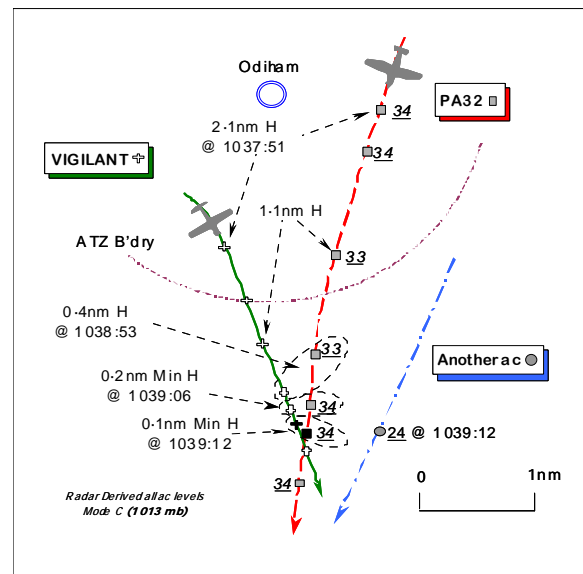 Odiham
PA32
34
2·1nm H
@ 1037:51
34
VIGILANT
1·1nm H
ATZ B'dry
33
0·4nm H
@ 1038:53
33
Another ac
0·2nm Min H
@ 1039:06
34
0·1nm Min H
@ 1039:12
34
24 @ 1039:12
34
0
1nm
Radar Derived all ac levels
Mode C (1013 mb)